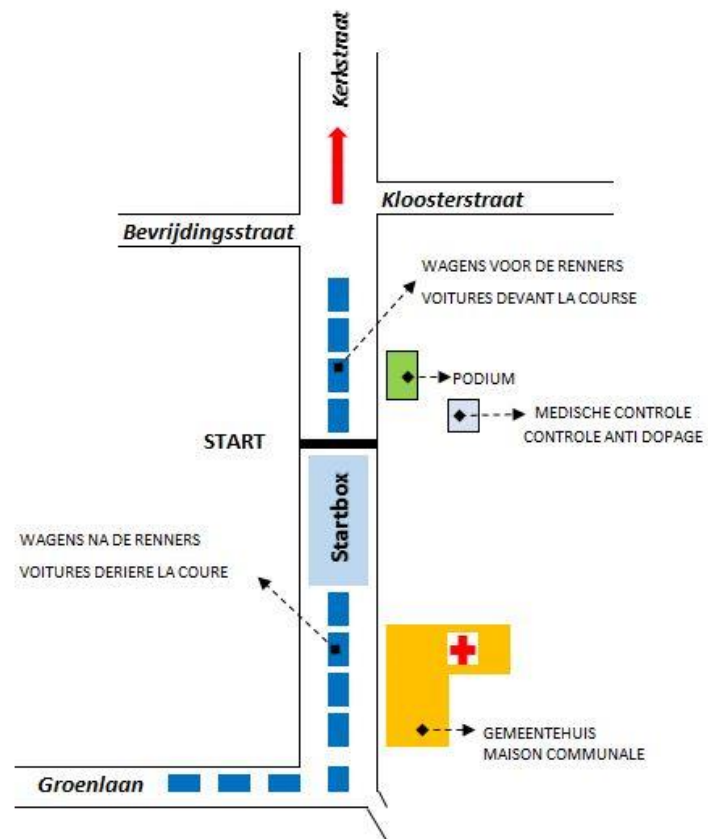 Kerkstraat
Kloosterstraat
Bevrijdingsstraat
WAGENS VOOR DE RENNERS
VOITURES DEVANT LA COURSE
PODIUM
MEDISCHE CONTROLE
CONTROLE ANTI DOPAGE
START
Startbox
WAGENS NA DE RENNERS
VOITURES DERIERE LA COURE
GEMEENTEHUIS
MAISON COMMUNALE
Groenlaan